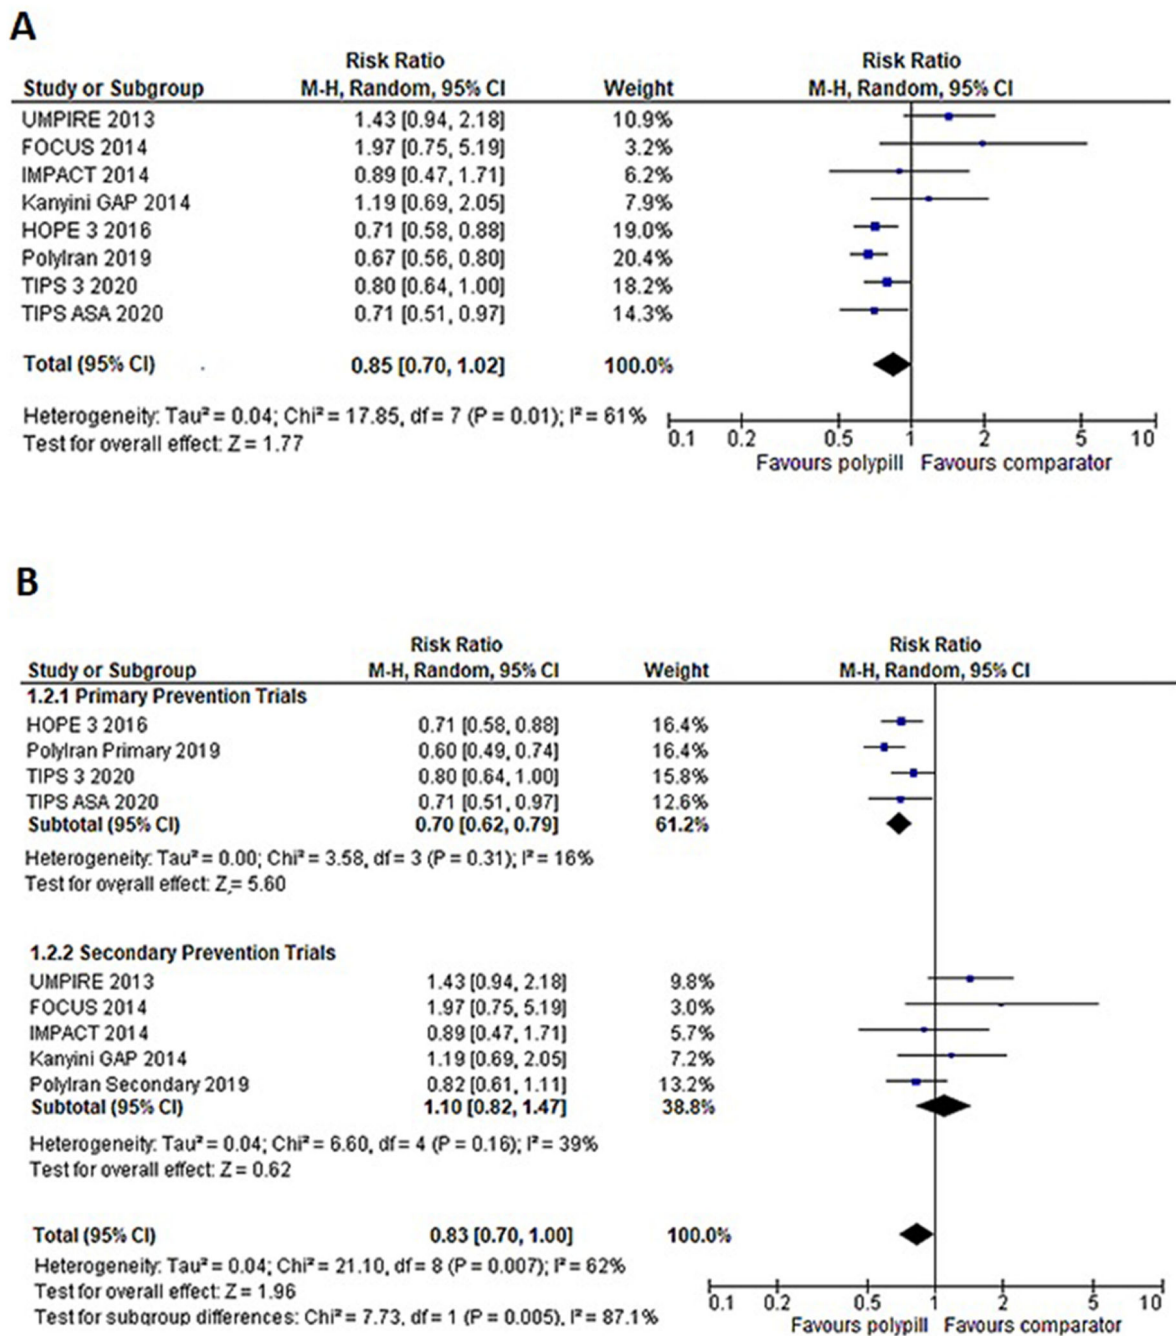 A
Risk Ratio Risk Ratio
Study or Subgroup M-H, Random, 95% CI Weight M-H, Random, 95% CI
UMPIRE 2013 1.43 [0.94, 2.18] 10.9%
FOCUS 2014 1.97 [0.75, 5.19] 3.2%
IMPACT 2014 0.89 [0.47, 1.71] 6.2%
Kanyini GAP 2014 1.19 [0.69, 2.05] 7.9%
HOPE 3 2016 0.71 [0.58, 0.88] 19.0%
PolyIran 2019 0.67 [0.56, 0.80] 20.4%
TIPS 3 2020 0.80 [0.64, 1.00] 18.2%
TIPS ASA 2020 0.71 [0.51, 0.97] 14.3%
Total (95% CI) 0.85 [0.70, 1.02] 100.0%
Heterogeneity: Tau² = 0.04; Chi² = 17.85, df = 7 (P = 0.01); I² = 61%
Test for overall effect: Z = 1.77
0.1 0.2 0.5 1 2 5 10
Favours polypill Favours comparator
B
Risk Ratio Risk Ratio
Study or Subgroup M-H, Random, 95% CI Weight M-H, Random, 95% CI
1.2.1 Primary Prevention Trials
HOPE 3 2016 0.71 [0.58, 0.88] 16.4%
PolyIran Primary 2019 0.60 [0.49, 0.74] 16.4%
TIPS 3 2020 0.80 [0.64, 1.00] 15.8%
TIPS ASA 2020 0.71 [0.51, 0.97] 12.6%
Subtotal (95% CI) 0.70 [0.62, 0.79] 61.2%
Heterogeneity: Tau² = 0.00; Chi² = 3.58, df = 3 (P = 0.31); I² = 16%
Test for overall effect: Z = 5.60
1.2.2 Secondary Prevention Trials
UMPIRE 2013 1.43 [0.94, 2.18] 9.8%
FOCUS 2014 1.97 [0.75, 5.19] 3.0%
IMPACT 2014 0.89 [0.47, 1.71] 5.7%
Kanyini GAP 2014 1.19 [0.69, 2.05] 7.2%
PolyIran Secondary 2019 0.82 [0.61, 1.11] 13.2%
Subtotal (95% CI) 1.10 [0.82, 1.47] 38.8%
Heterogeneity: Tau² = 0.04; Chi² = 6.60, df = 4 (P = 0.16); I² = 39%
Test for overall effect: Z = 0.62
Total (95% CI) 0.83 [0.70, 1.00] 100.0%
Heterogeneity: Tau² = 0.04; Chi² = 21.10, df = 8 (P = 0.007); I² = 62%
Test for overall effect: Z = 1.96
Test for subgroup differences: Chi² = 7.73, df = 1 (P = 0.005), I² = 87.1%
0.1 0.2 0.5 1 2 5 10
Favours polypill Favours comparator